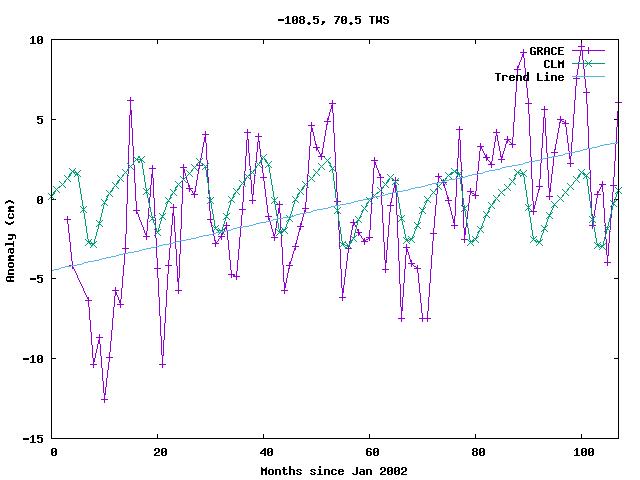 -108.5, 70.5 TWS
GRACE
CLM
Trend Line
10
5
0
-5
-10
-15
Anomaly (cm)
0 20 40 60 80 100
Months since Jan 2002